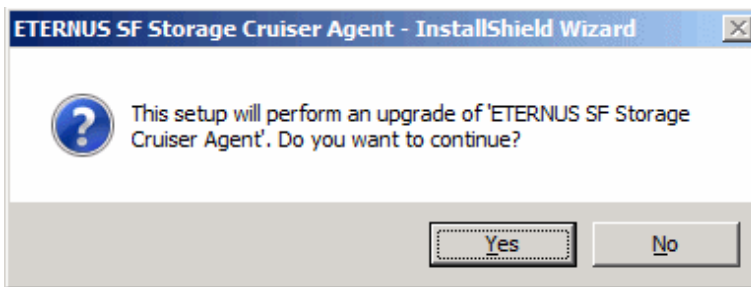 ETERNUS SF Storage Cruiser Agent - InstallShield Wizard
This setup will perform an upgrade of 'ETERNUS SF Storage
Cruiser Agent'. Do you want to continue?
Yes
No